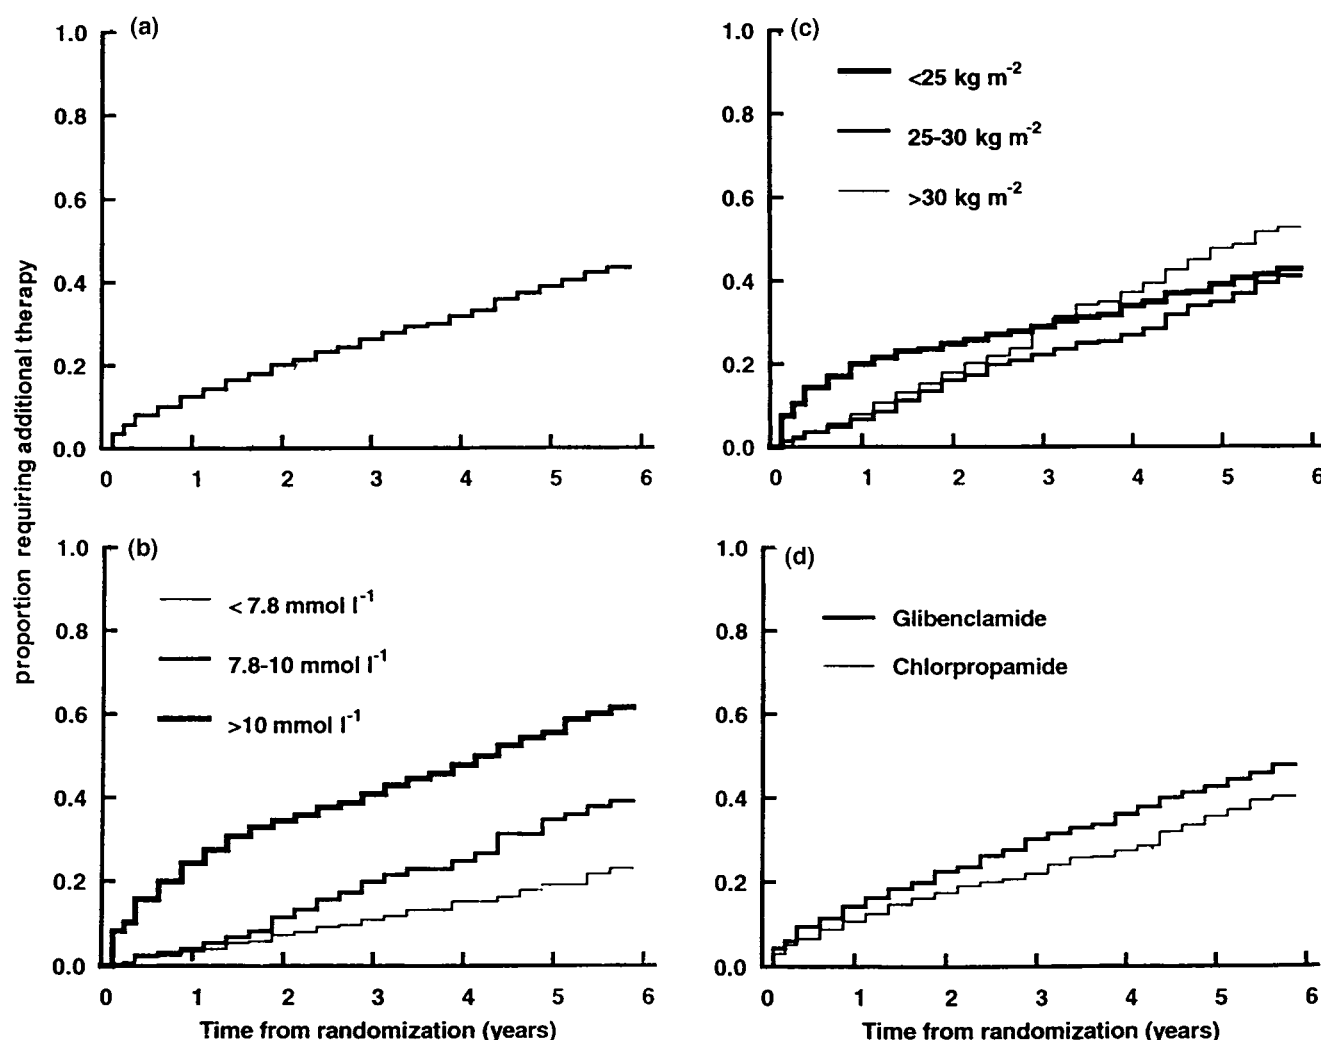 proportion requiring additional therapy
(a)
1.0
0.8
0.6
0.4
0.2
0.0
0 1 2 3 4 5 6
(c)
1.0
0.8
0.6
0.4
0.2
0.0
<25 kg m⁻²
25-30 kg m⁻²
>30 kg m⁻²
0 1 2 3 4 5 6
(b)
1.0
0.8
0.6
0.4
0.2
0.0
<7.8 mmol l⁻¹
7.8-10 mmol l⁻¹
>10 mmol l⁻¹
0 1 2 3 4 5 6
Time from randomization (years)
(d)
1.0
0.8
0.6
0.4
0.2
0.0
Glibenclamide
Chlorpropamide
0 1 2 3 4 5 6
Time from randomization (years)